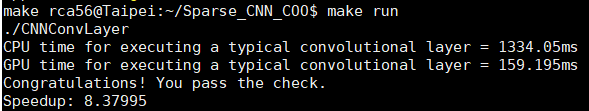 make rca56@Taipei:~/Sparse_CNN_COO$ make run
./CNNConvLayer
CPU time for executing a typical convolutional layer = 1334.05ms
GPU time for executing a typical convolutional layer = 159.195ms
Congratulations! You pass the check.
Speedup: 8.37995